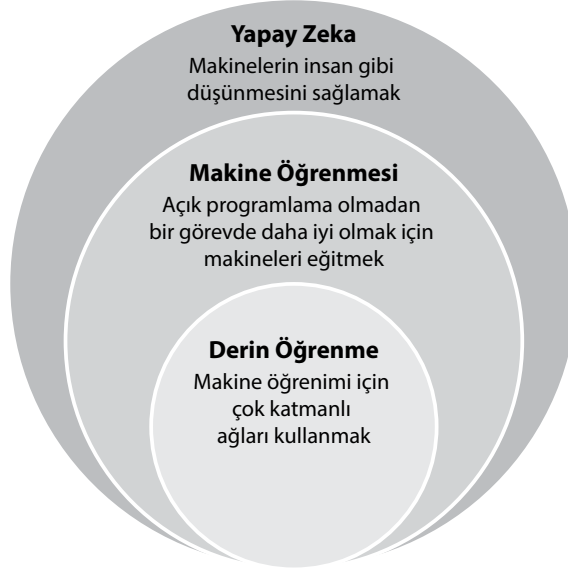 Yapay Zeka
Makinelerin insan gibi
düşünmesini sağlamak
Makine Öğrenmesi
Açık programlama olmadan
bir görevde daha iyi olmak için
makineleri eğitmek
Derin Öğrenme
Makine öğrenimi için
çok katmanlı
ağları kullanmak